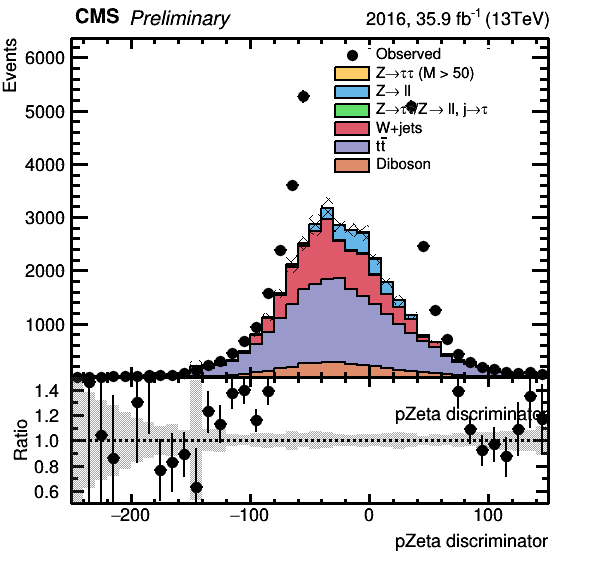 CMS Preliminary 2016, 35.9 fb⁻¹ (13TeV)
Events
6000
5000
4000
3000
2000
1000
Observed
Z→ττ (M > 50)
Z→ ll
Z→ττ/Z→ ll, j→τ
W+jets
tt̄
Diboson
pZeta discriminator
Ratio
1.4
1.2
1.0
0.8
0.6
−200 −100 0 100
pZeta discriminator